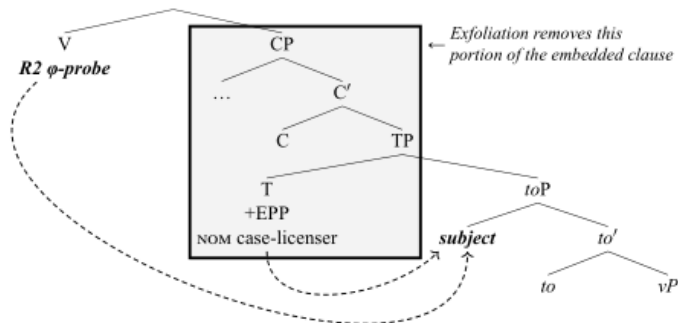 V
R2 φ-probe
CP
← Exfoliation removes this
portion of the embedded clause
…
C′
C
TP
T
+EPP
NOM case-licenser
toP
subject
to′
to
vP